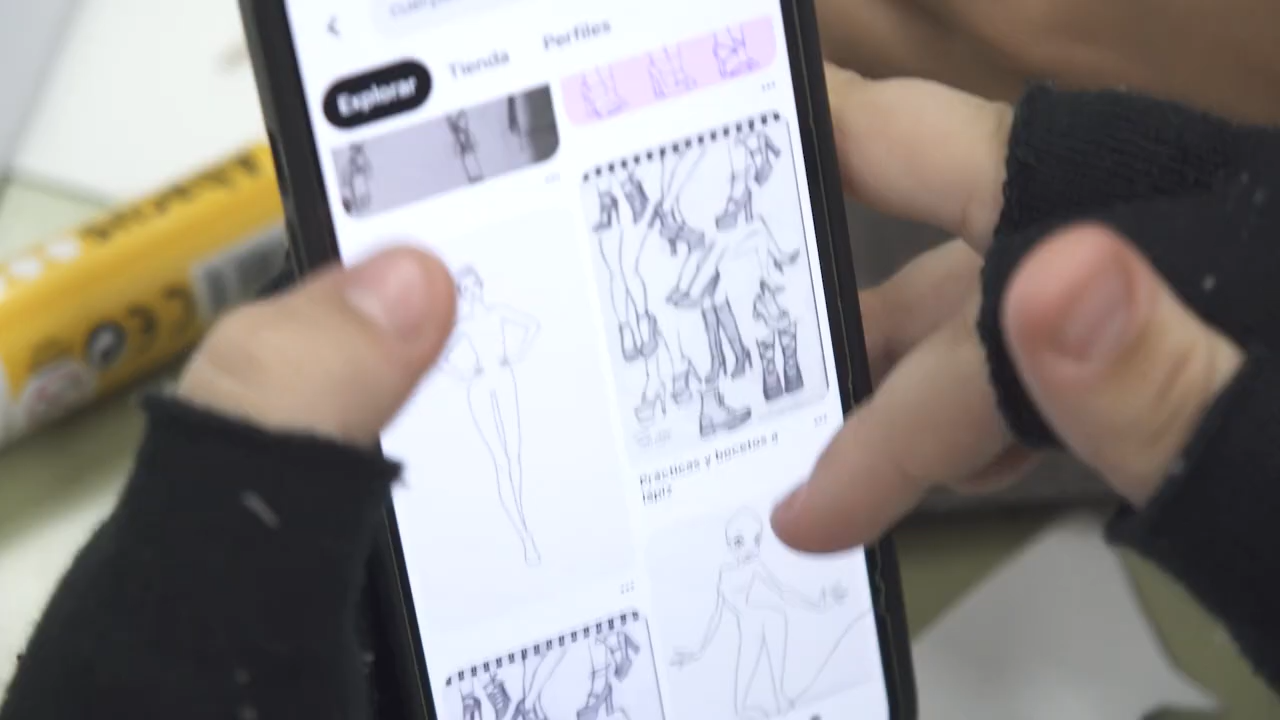 Explorar
Tienda
Perfiles
Prácticas y bocetos a
lápiz